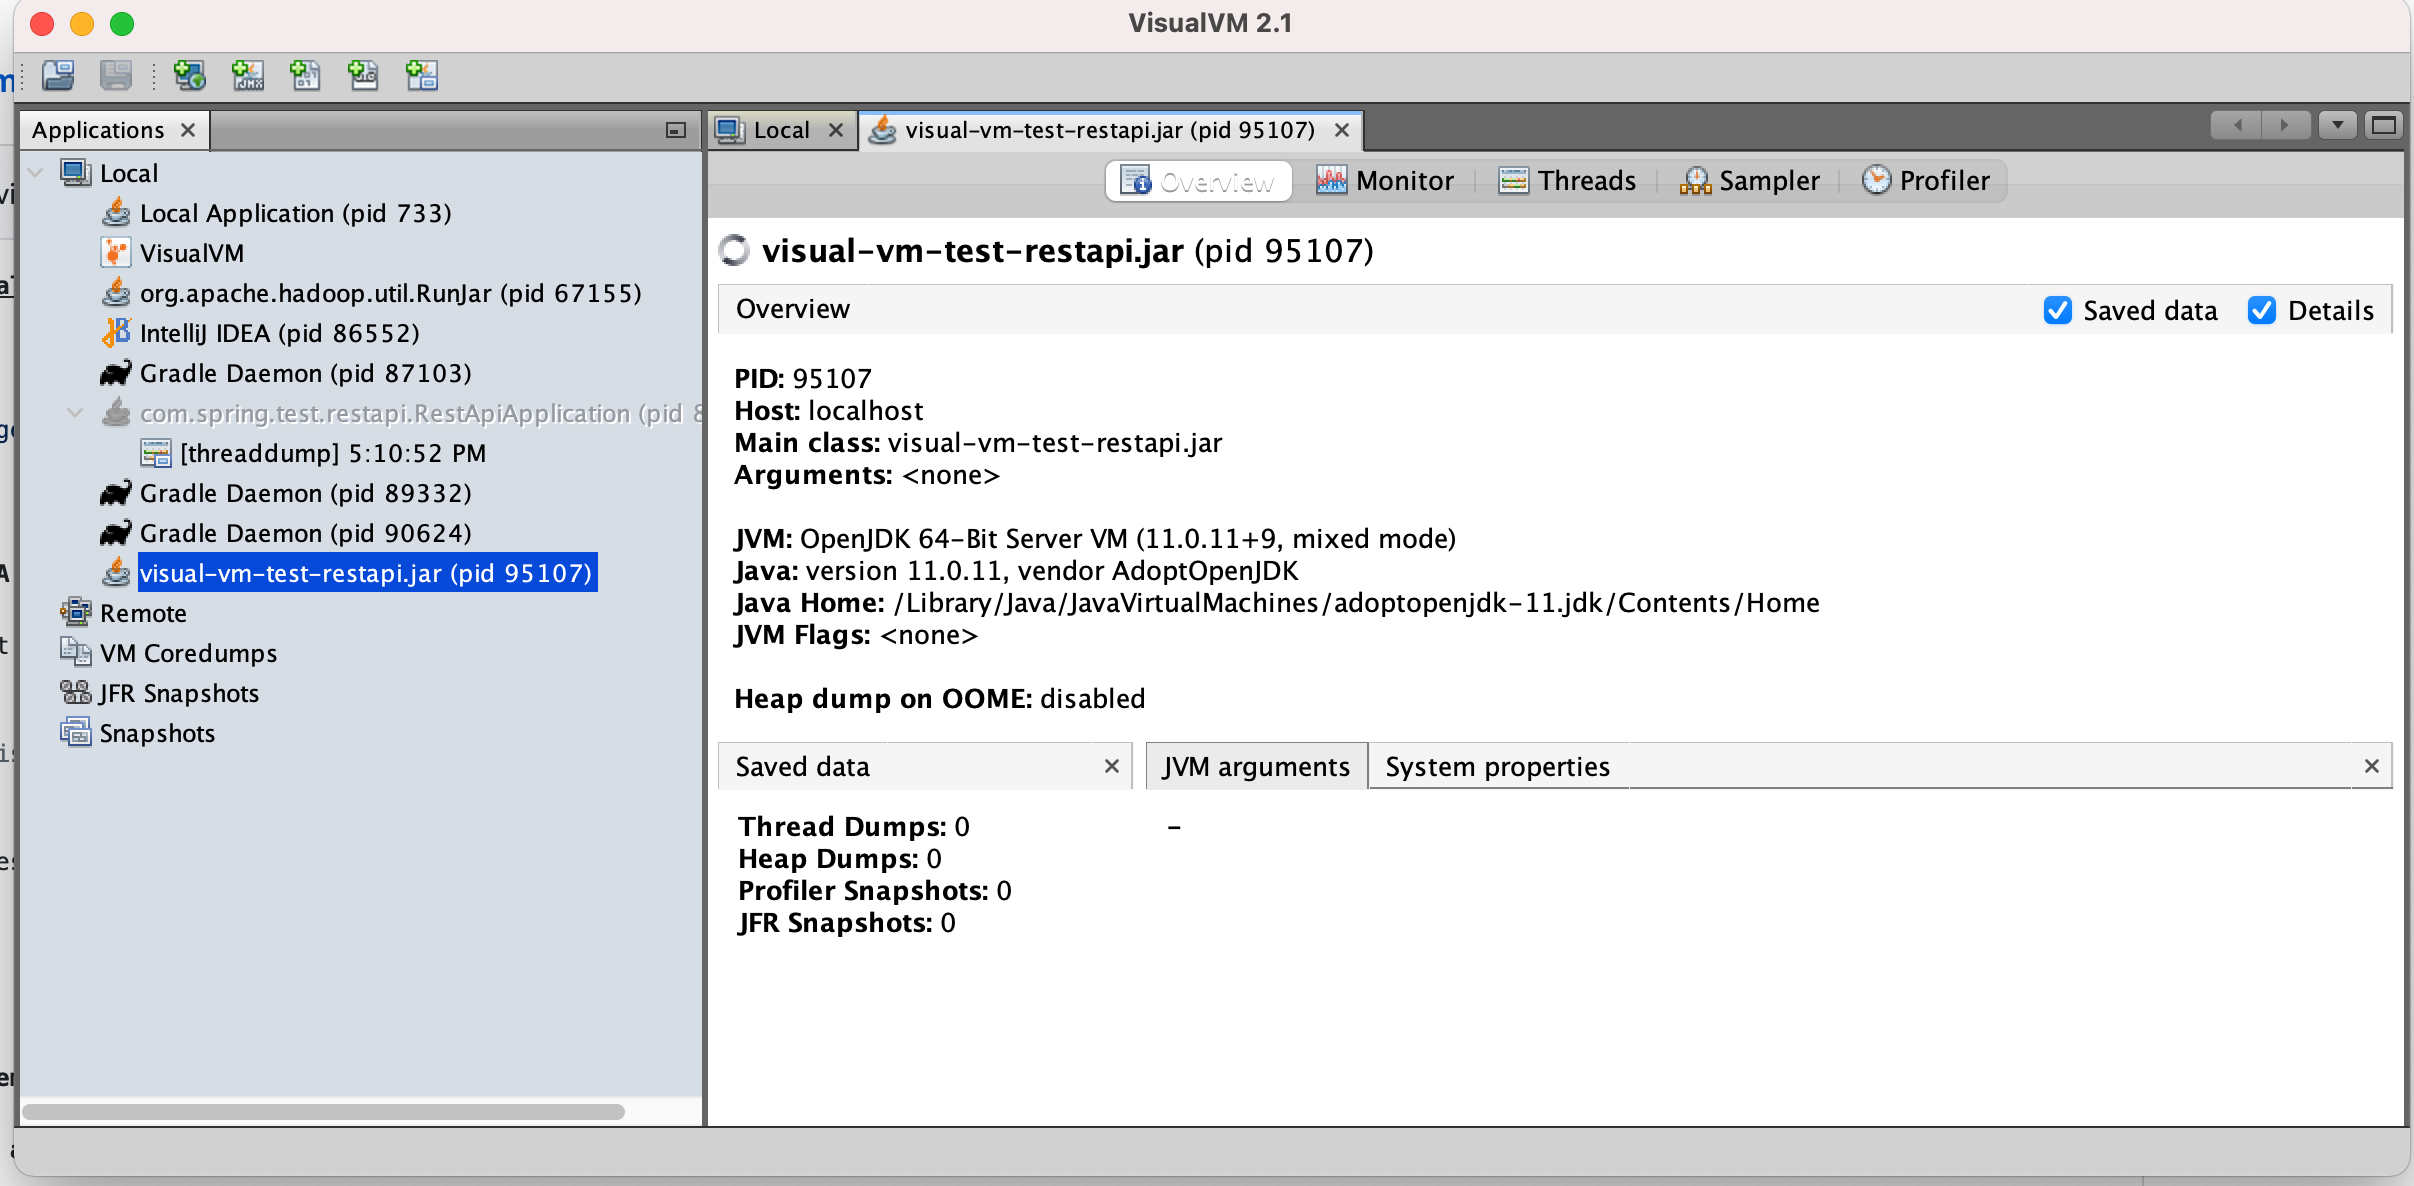 VisualVM 2.1
Applications
Local
Local Application (pid 733)
VisualVM
org.apache.hadoop.util.RunJar (pid 67155)
IntelliJ IDEA (pid 86552)
Gradle Daemon (pid 87103)
com.spring.test.restapi.RestApiApplication (pid 8
[threaddump] 5:10:52 PM
Gradle Daemon (pid 89332)
Gradle Daemon (pid 90624)
visual-vm-test-restapi.jar (pid 95107)
Remote
VM Coredumps
JFR Snapshots
Snapshots
Local
visual-vm-test-restapi.jar (pid 95107)
Overview Monitor Threads Sampler Profiler
visual-vm-test-restapi.jar (pid 95107)
Overview Saved data Details
PID: 95107
Host: localhost
Main class: visual-vm-test-restapi.jar
Arguments: <none>
JVM: OpenJDK 64-Bit Server VM (11.0.11+9, mixed mode)
Java: version 11.0.11, vendor AdoptOpenJDK
Java Home: /Library/Java/JavaVirtualMachines/adoptopenjdk-11.jdk/Contents/Home
JVM Flags: <none>
Heap dump on OOME: disabled
Saved data
Thread Dumps: 0
Heap Dumps: 0
Profiler Snapshots: 0
JFR Snapshots: 0
JVM arguments System properties
-